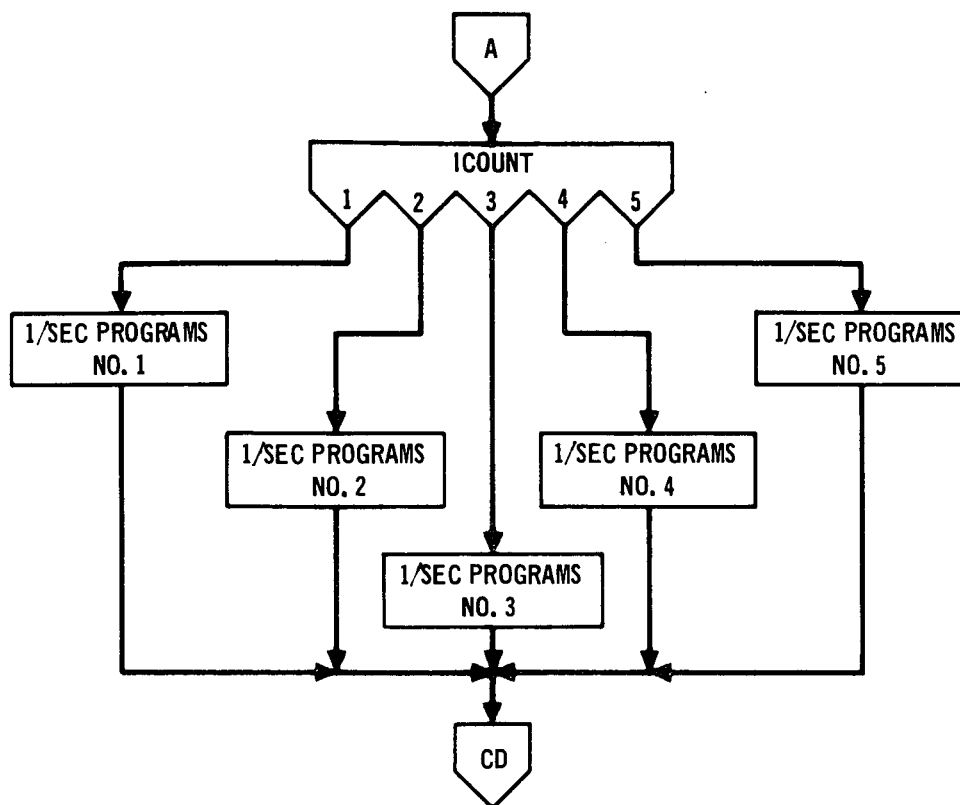 A
ICOUNT
1 2 3 4 5
1/SEC PROGRAMS
NO. 1
1/SEC PROGRAMS
NO. 5
1/SEC PROGRAMS
NO. 2
1/SEC PROGRAMS
NO. 4
1/SEC PROGRAMS
NO. 3
CD